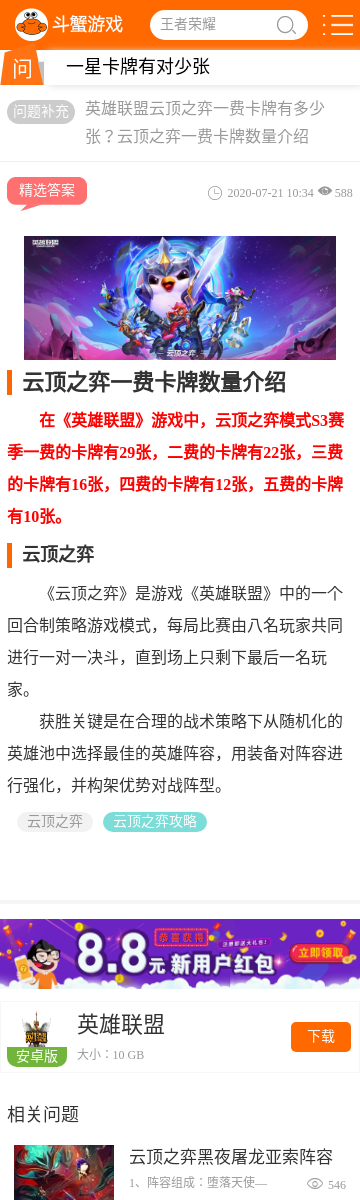 斗蟹游戏
王者荣耀
问
一星卡牌有对少张
问题补充
英雄联盟云顶之弈一费卡牌有多少
张？云顶之弈一费卡牌数量介绍
精选答案
2020-07-21 10:34
588
英雄联盟
云顶之弈
云顶之弈一费卡牌数量介绍
在《英雄联盟》游戏中，云顶之弈模式S3赛
季一费的卡牌有29张，二费的卡牌有22张，三费
的卡牌有16张，四费的卡牌有12张，五费的卡牌
有10张。
云顶之弈
《云顶之弈》是游戏《英雄联盟》中的一个
回合制策略游戏模式，每局比赛由八名玩家共同
进行一对一决斗，直到场上只剩下最后一名玩
家。
获胜关键是在合理的战术策略下从随机化的
英雄池中选择最佳的英雄阵容，用装备对阵容进
行强化，并构架优势对战阵型。
云顶之弈
云顶之弈攻略
恭喜获得
8.8元 新用户红包
立即领取
英雄联盟
安卓版
大小：10 GB
下载
相关问题
云顶之弈黑夜屠龙亚索阵容
1、阵容组成：堕落天使—
546